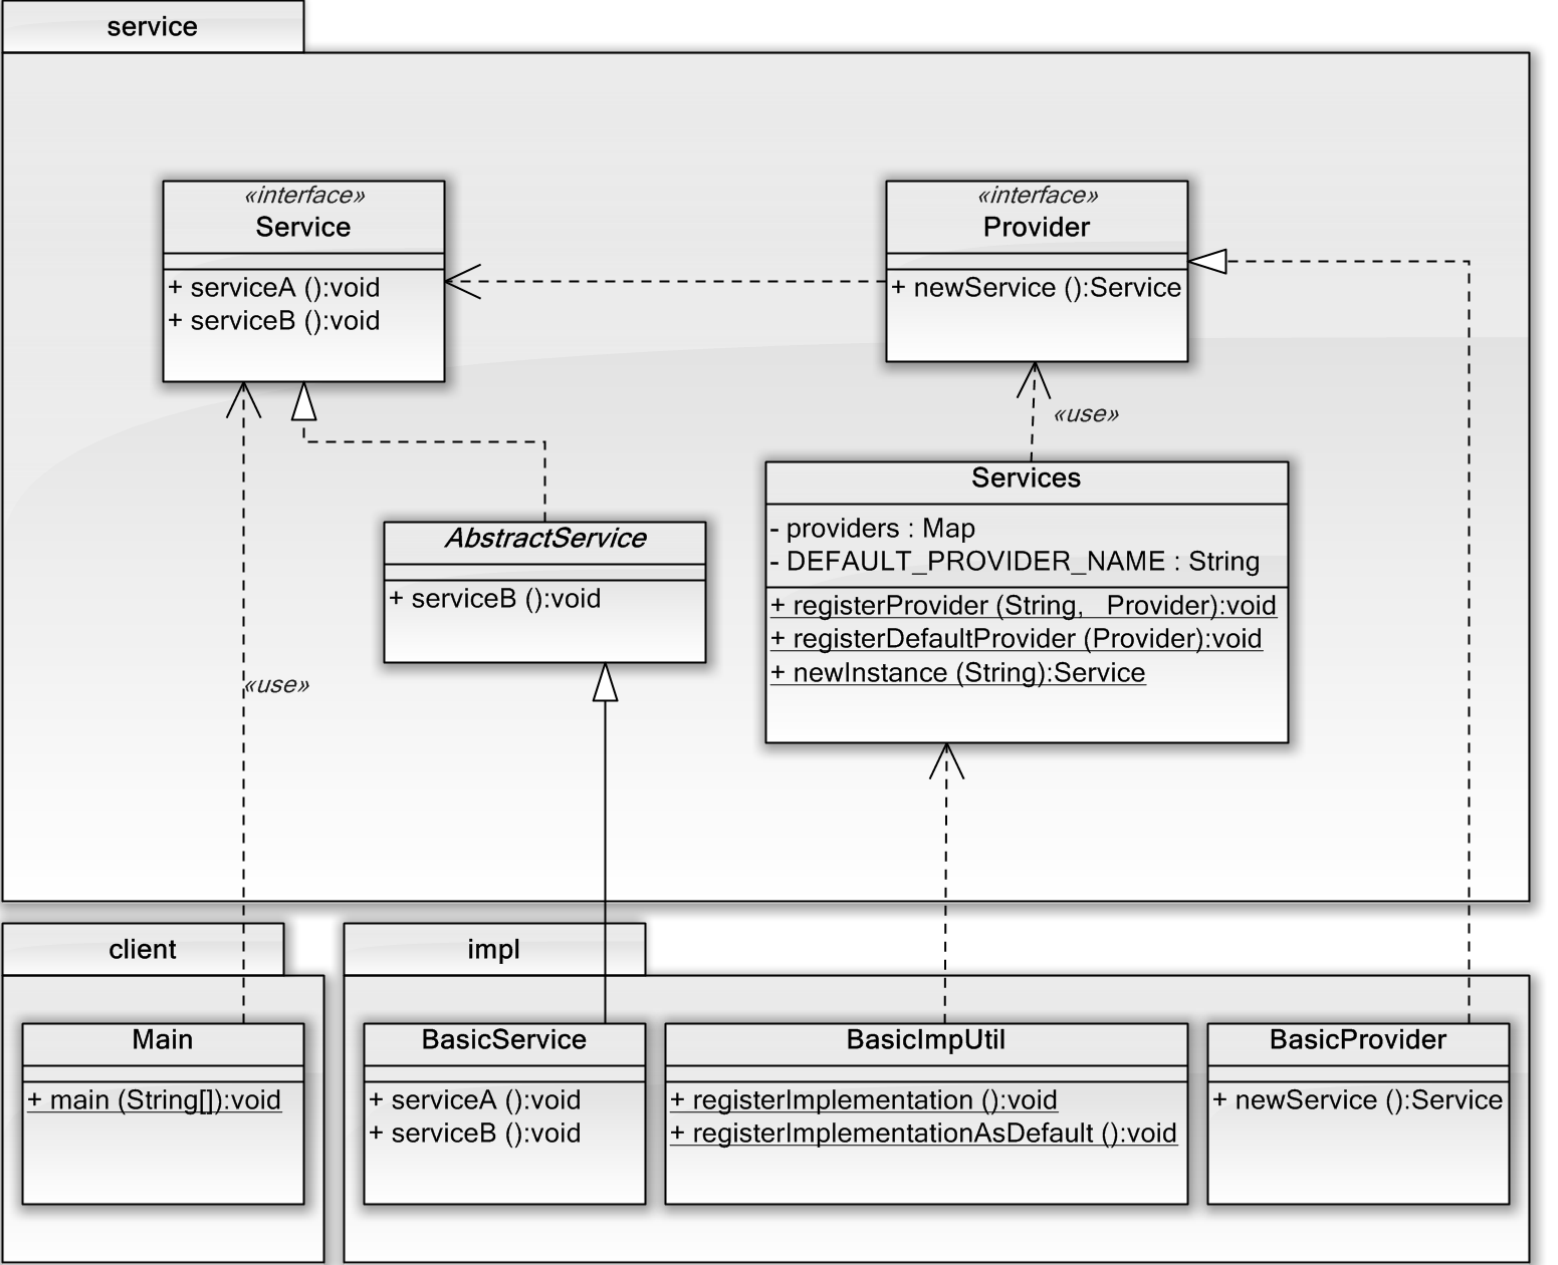 service
«interface»
Service
+ serviceA ():void
+ serviceB ():void
«interface»
Provider
+ newService ():Service
«use»
AbstractService
+ serviceB ():void
Services
- providers : Map
- DEFAULT_PROVIDER_NAME : String
+ registerProvider (String, Provider):void
+ registerDefaultProvider (Provider):void
+ newInstance (String):Service
«use»
client
Main
+ main (String[]):void
impl
BasicService
+ serviceA ():void
+ serviceB ():void
BasicImpUtil
+ registerImplementation ():void
+ registerImplementationAsDefault ():void
BasicProvider
+ newService ():Service